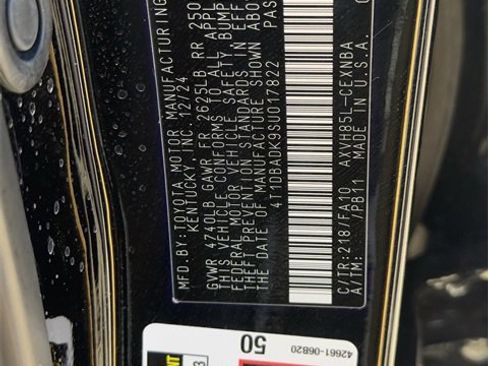 MFD.BY:TOYOTA MOTOR MANUFACTURING
KENTUCKY, INC. 12/24
GVWR 4740LB GAWR FR 2625LB RR 250
THIS VEHICLE CONFORMS TO ALL APPL
FEDERAL MOTOR VEHICLE SAFETY, BUMP
THEFT PREVENTION STANDARDS IN EFF
THE DATE OF MANUFACTURE SHOWN ABO
4T1DBADK9SU017822 PAS
C/TR:218/FA10 AXVH85L-CEXNBA
A/TM: /PB11 MADE IN U.S.A.
42661-06B20
50